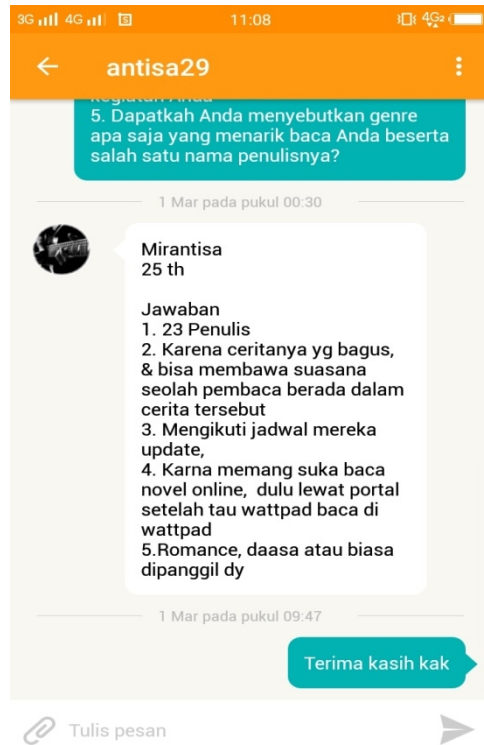 3G 4G 11:08 4G 2
antisa29
kegiatan Anda
5. Dapatkah Anda menyebutkan genre
apa saja yang menarik baca Anda beserta
salah satu nama penulisnya?
1 Mar pada pukul 00:30
Mirantisa
25 th
Jawaban
1. 23 Penulis
2. Karena ceritanya yg bagus,
& bisa membawa suasana
seolah pembaca berada dalam
cerita tersebut
3. Mengikuti jadwal mereka
update,
4. Karna memang suka baca
novel online, dulu lewat portal
setelah tau wattpad baca di
wattpad
5.Romance, daasa atau biasa
dipanggil dy
1 Mar pada pukul 09:47
Terima kasih kak
Tulis pesan